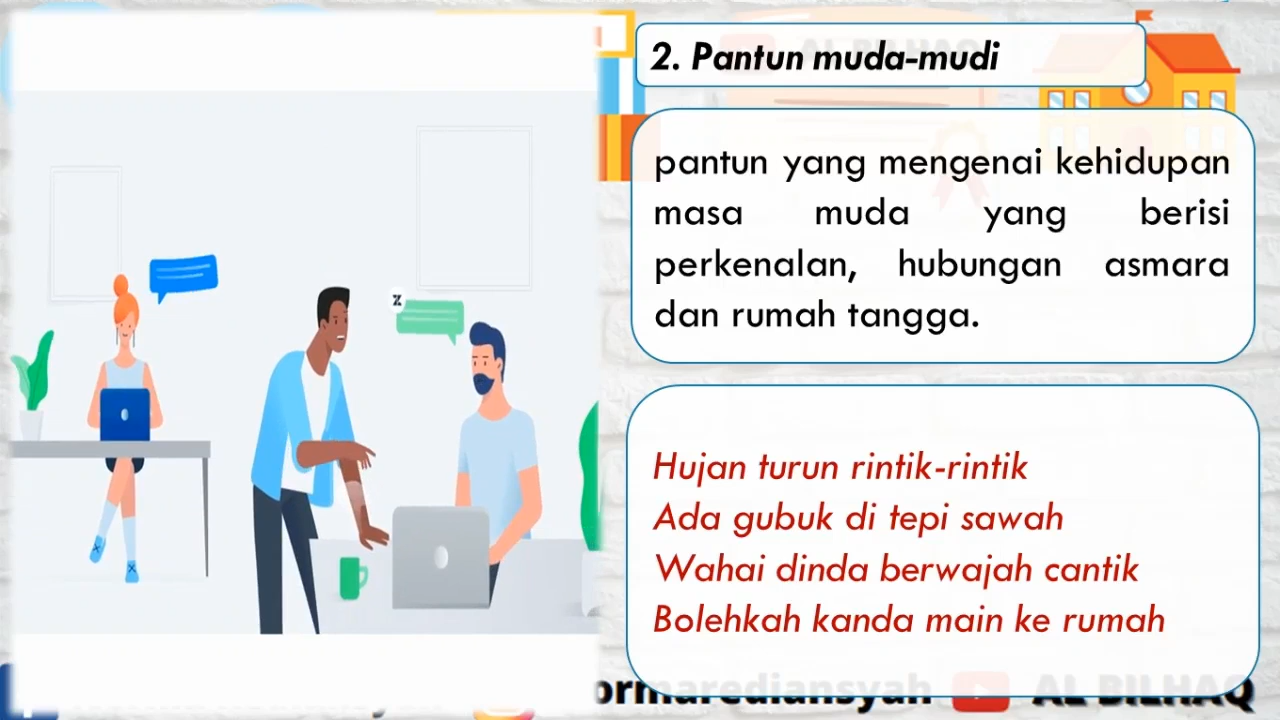 2. Pantun muda-mudi
pantun yang mengenai kehidupan
masa muda yang berisi
perkenalan, hubungan asmara
dan rumah tangga.
Hujan turun rintik-rintik
Ada gubuk di tepi sawah
Wahai dinda berwajah cantik
Bolehkah kanda main ke rumah
ormarediansyah AL BILHAQ